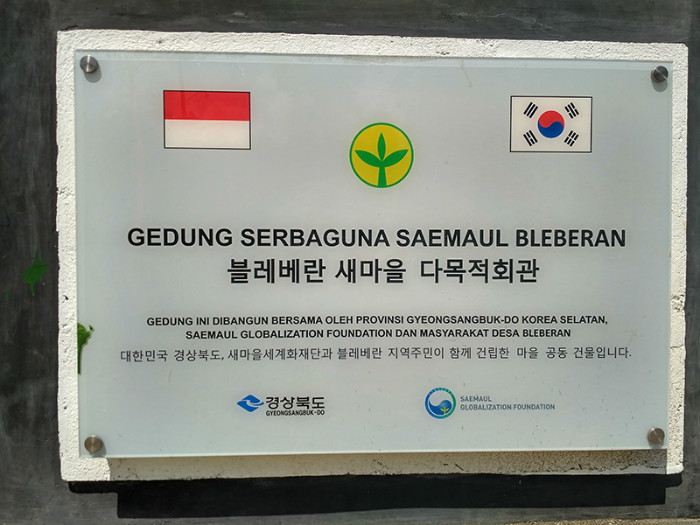 GEDUNG SERBAGUNA SAEMAUL BLEBERAN
블레베란 새마을 다목적회관
GEDUNG INI DIBANGUN BERSAMA OLEH PROVINSI GYEONGSANGBUK-DO KOREA SELATAN,
SAEMAUL GLOBALIZATION FOUNDATION DAN MASYARAKAT DESA BLEBERAN
대한민국 경상북도, 새마을세계화재단과 블레베란 지역주민이 함께 건립한 마을 공동 건물입니다.
경상북도
GYEONGSANGBUK-DO
SAEMAUL
GLOBALIZATION FOUNDATION